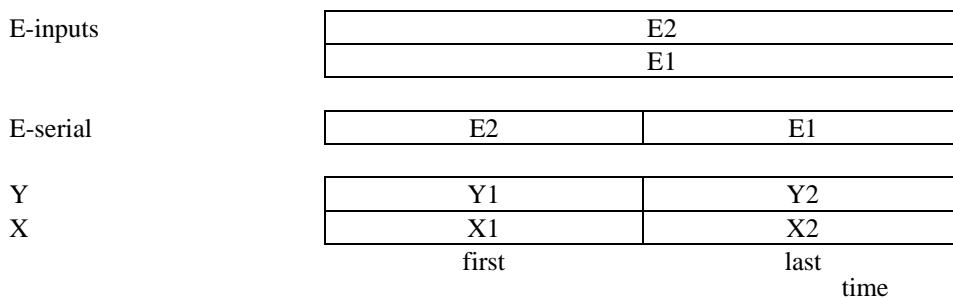 E-inputs E2
E1
E-serial E2 E1
Y Y1 Y2
X X1 X2
first last
time